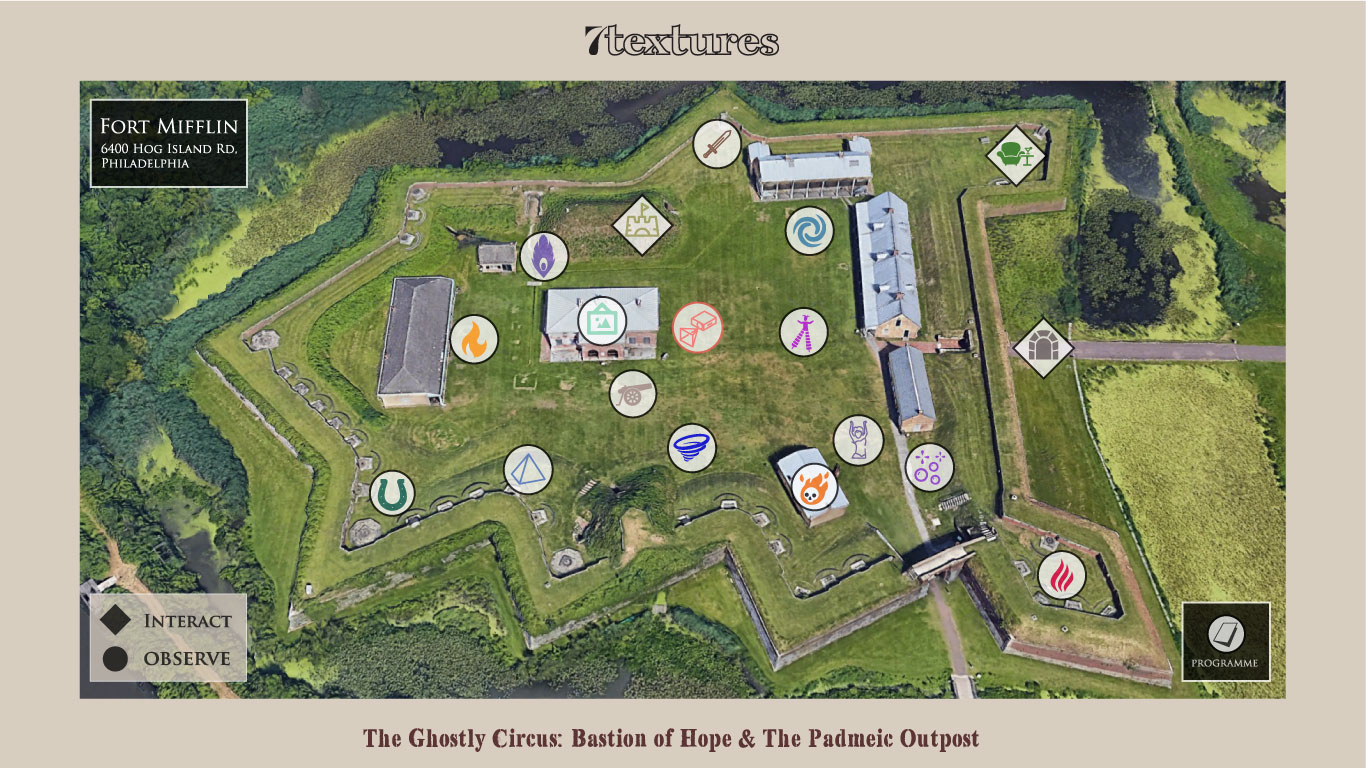 7textures
FORT MIFFLIN
6400 HOG ISLAND RD,
PHILADELPHIA
INTERACT
OBSERVE
PROGRAMME
The Ghostly Circus: Bastion of Hope & The Padmeic Outpost